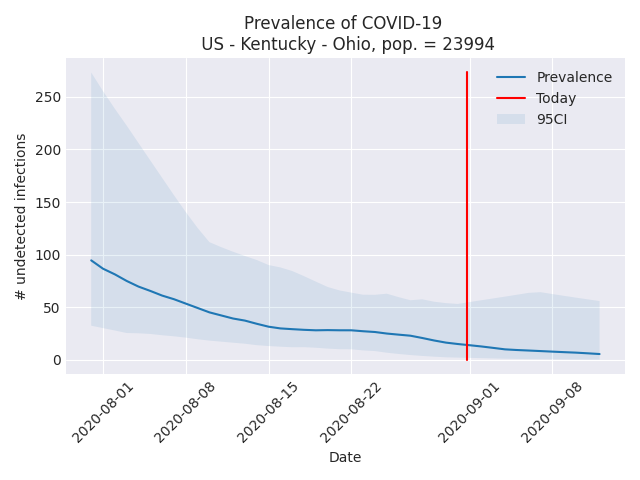 Prevalence of COVID-19
US - Kentucky - Ohio, pop. = 23994
Prevalence
Today
95CI
# undetected infections
250
200
150
100
50
0
2020-08-01
2020-08-08
2020-08-15
2020-08-22
2020-09-01
2020-09-08
Date